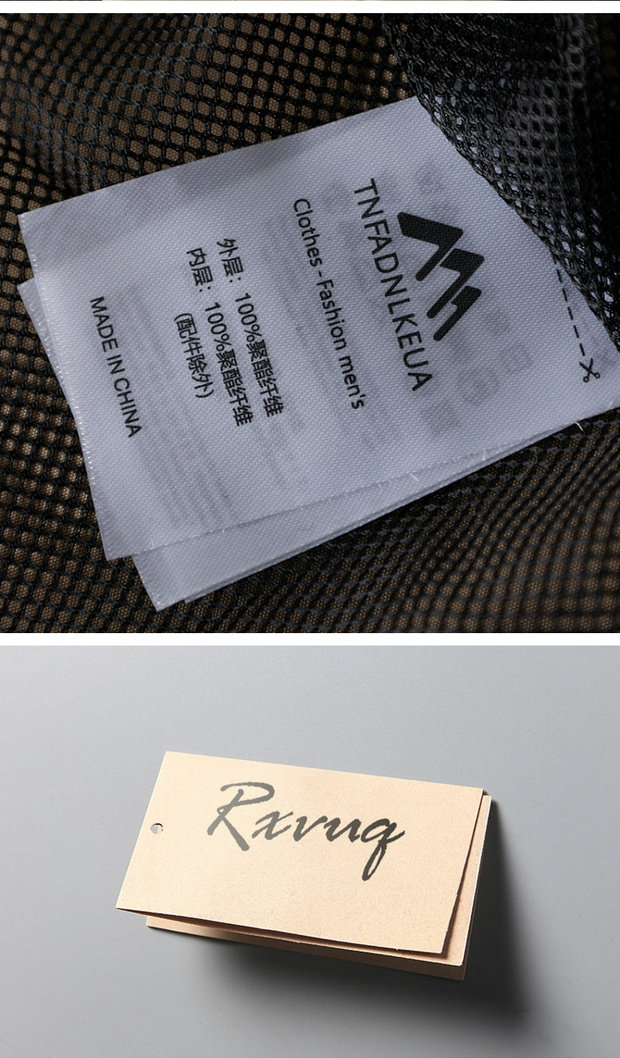 TNFADNLKEUA
Clothes-Fashion men's
外层：100%聚酯纤维
内层：100%聚酯纤维
(配件除外)
MADE IN CHINA
Rxvuq